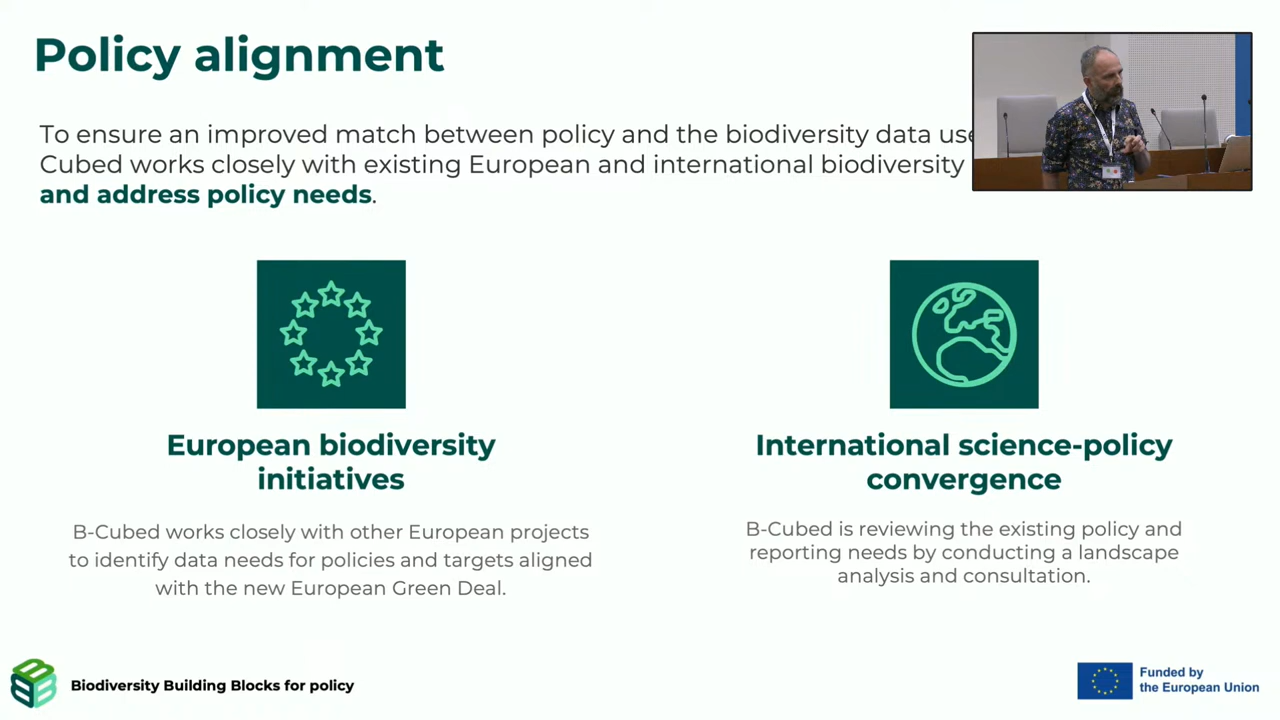 Policy alignment
To ensure an improved match between policy and the biodiversity data use
Cubed works closely with existing European and international biodiversity
and address policy needs.
European biodiversity
initiatives
B-Cubed works closely with other European projects
to identify data needs for policies and targets aligned
with the new European Green Deal.
International science-policy
convergence
B-Cubed is reviewing the existing policy and
reporting needs by conducting a landscape
analysis and consultation.
Biodiversity Building Blocks for policy
Funded by
the European Union